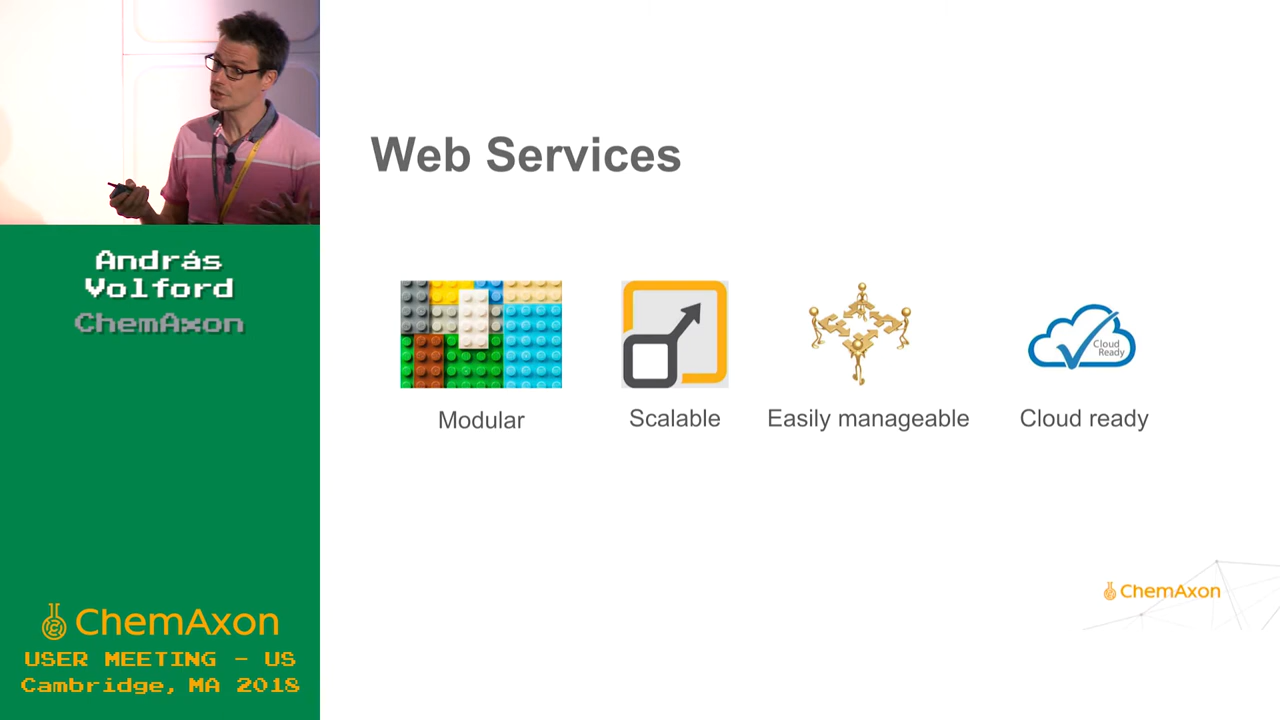 András
Volford
ChemAxon
ChemAxon
USER MEETING - US
Cambridge, MA 2018
Web Services
Cloud
Ready
Modular
Scalable
Easily manageable
Cloud ready
ChemAxon